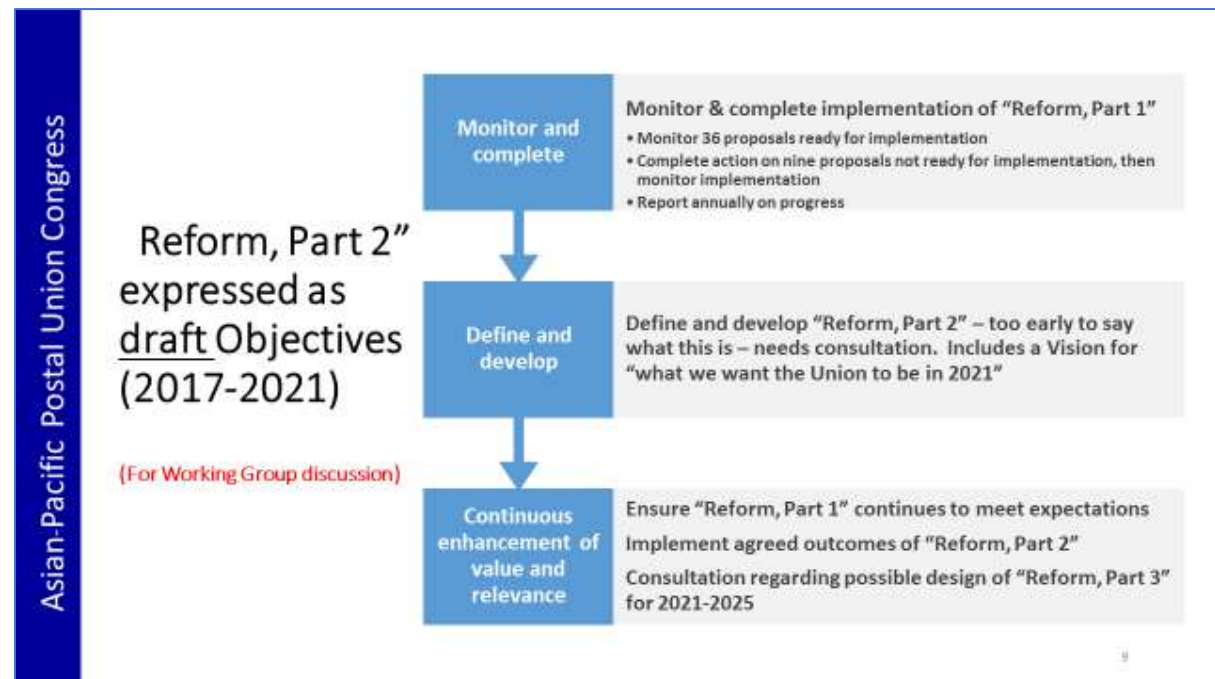 Asian-Pacific Postal Union Congress
Reform, Part 2”
expressed as
draft Objectives
(2017-2021)
(For Working Group discussion)
Monitor and
complete
Monitor & complete implementation of “Reform, Part 1”
• Monitor 36 proposals ready for implementation
• Complete action on nine proposals not ready for implementation, then
monitor implementation
• Report annually on progress
Define and
develop
Define and develop “Reform, Part 2” – too early to say
what this is – needs consultation. Includes a Vision for
“what we want the Union to be in 2021”
Continuous
enhancement of
value and
relevance
Ensure “Reform, Part 1” continues to meet expectations
Implement agreed outcomes of “Reform, Part 2”
Consultation regarding possible design of “Reform, Part 3”
for 2021-2025
9